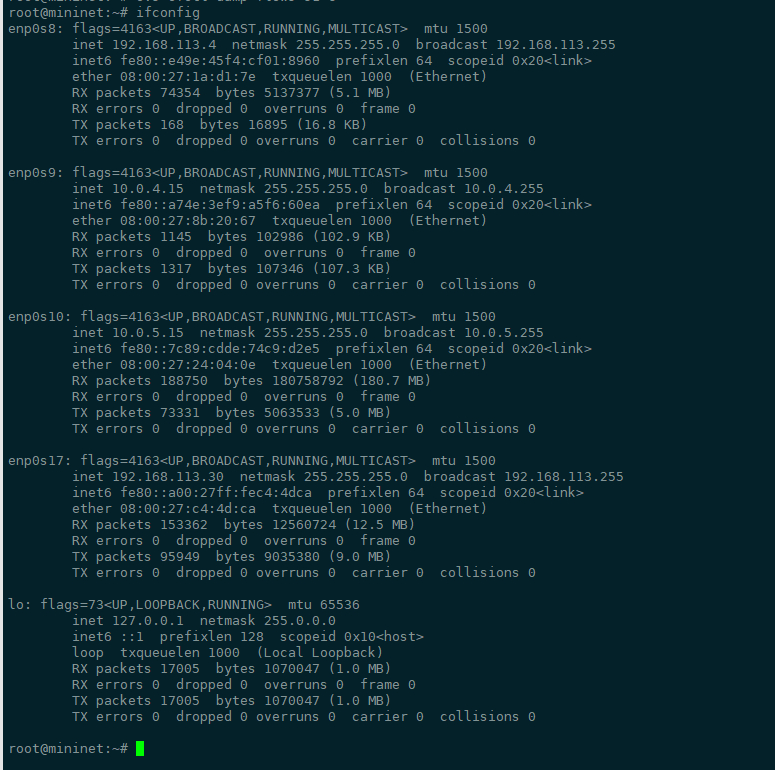 root@mininet:~# ifconfig
enp0s8: flags=4163<UP,BROADCAST,RUNNING,MULTICAST>  mtu 1500
        inet 192.168.113.4  netmask 255.255.255.0  broadcast 192.168.113.255
        inet6 fe80::e49e:45f4:cf01:8960  prefixlen 64  scopeid 0x20<link>
        ether 08:00:27:1a:d1:7e  txqueuelen 1000  (Ethernet)
        RX packets 74354  bytes 5137377 (5.1 MB)
        RX errors 0  dropped 0  overruns 0  frame 0
        TX packets 168  bytes 16895 (16.8 KB)
        TX errors 0  dropped 0 overruns 0  carrier 0  collisions 0

enp0s9: flags=4163<UP,BROADCAST,RUNNING,MULTICAST>  mtu 1500
        inet 10.0.4.15  netmask 255.255.255.0  broadcast 10.0.4.255
        inet6 fe80::a74e:3ef9:a5f6:60ea  prefixlen 64  scopeid 0x20<link>
        ether 08:00:27:8b:20:67  txqueuelen 1000  (Ethernet)
        RX packets 1145  bytes 102986 (102.9 KB)
        RX errors 0  dropped 0  overruns 0  frame 0
        TX packets 1317  bytes 107346 (107.3 KB)
        TX errors 0  dropped 0 overruns 0  carrier 0  collisions 0

enp0s10: flags=4163<UP,BROADCAST,RUNNING,MULTICAST>  mtu 1500
        inet 10.0.5.15  netmask 255.255.255.0  broadcast 10.0.5.255
        inet6 fe80::7c89:cdde:74c9:d2e5  prefixlen 64  scopeid 0x20<link>
        ether 08:00:27:24:04:0e  txqueuelen 1000  (Ethernet)
        RX packets 188750  bytes 180758792 (180.7 MB)
        RX errors 0  dropped 0  overruns 0  frame 0
        TX packets 73331  bytes 5063533 (5.0 MB)
        TX errors 0  dropped 0 overruns 0  carrier 0  collisions 0

enp0s17: flags=4163<UP,BROADCAST,RUNNING,MULTICAST>  mtu 1500
        inet 192.168.113.30  netmask 255.255.255.0  broadcast 192.168.113.255
        inet6 fe80::a00:27ff:fec4:4dca  prefixlen 64  scopeid 0x20<link>
        ether 08:00:27:c4:4d:ca  txqueuelen 1000  (Ethernet)
        RX packets 153362  bytes 12560724 (12.5 MB)
        RX errors 0  dropped 0  overruns 0  frame 0
        TX packets 95949  bytes 9035380 (9.0 MB)
        TX errors 0  dropped 0 overruns 0  carrier 0  collisions 0

lo: flags=73<UP,LOOPBACK,RUNNING>  mtu 65536
        inet 127.0.0.1  netmask 255.0.0.0
        inet6 ::1  prefixlen 128  scopeid 0x10<host>
        loop  txqueuelen 1000  (Local Loopback)
        RX packets 17005  bytes 1070047 (1.0 MB)
        RX errors 0  dropped 0  overruns 0  frame 0
        TX packets 17005  bytes 1070047 (1.0 MB)
        TX errors 0  dropped 0 overruns 0  carrier 0  collisions 0

root@mininet:~#